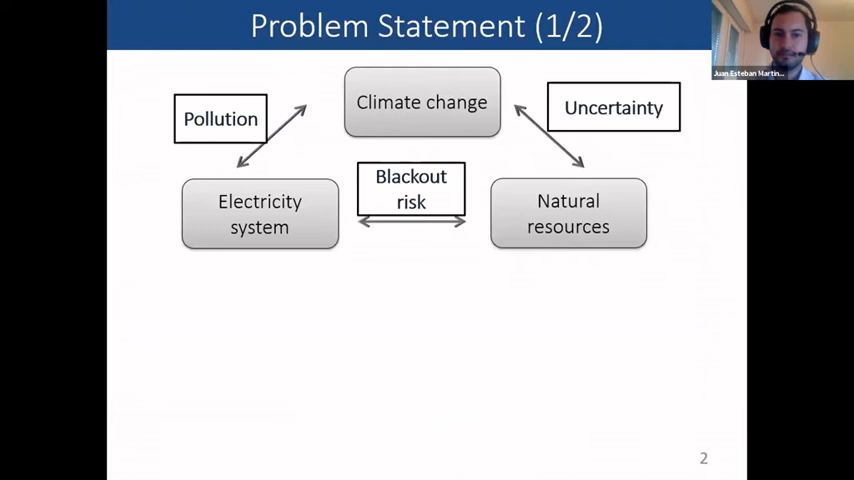 Problem Statement (1/2)
Juan Esteban Martin...
Climate change
Pollution
Uncertainty
Blackout
risk
Electricity
system
Natural
resources
2